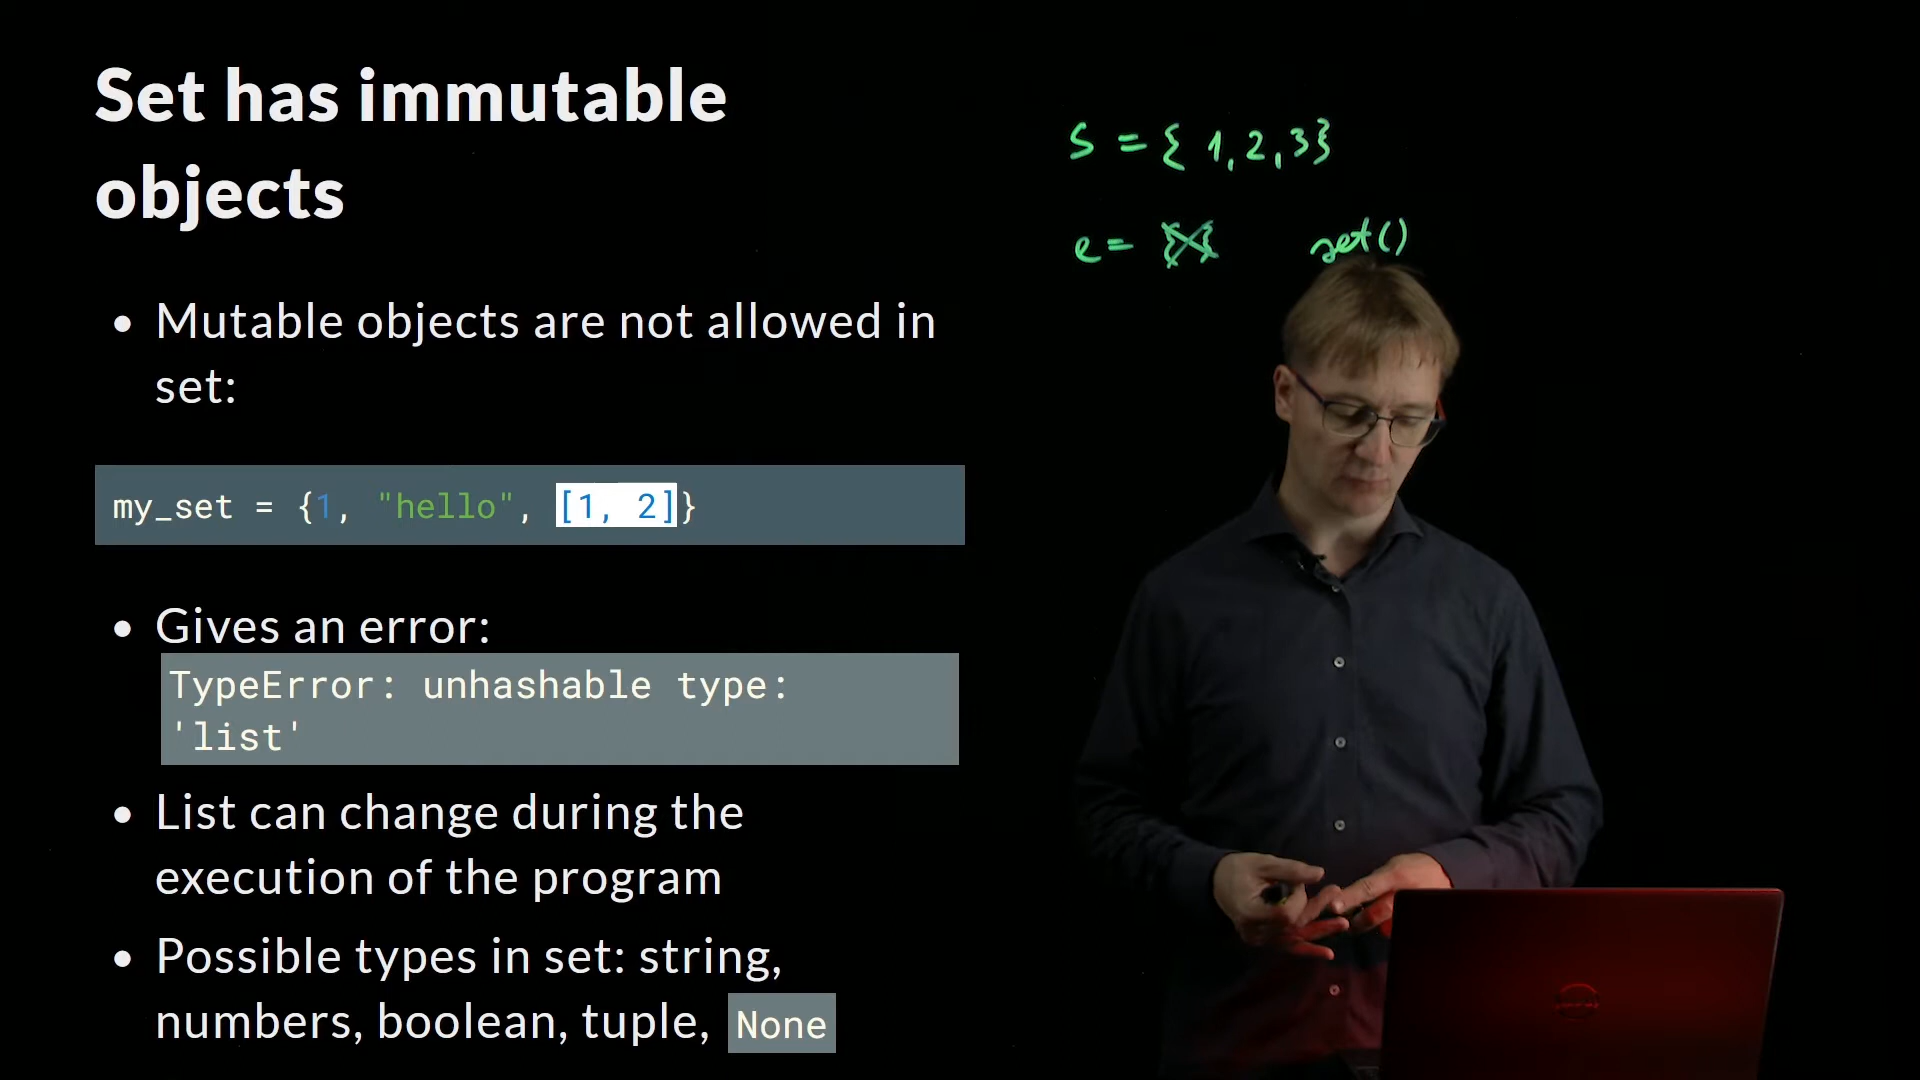 Set has immutable
objects
• Mutable objects are not allowed in
set:
my_set = {1, "hello", [1, 2]}
• Gives an error:
TypeError: unhashable type:
'list'
• List can change during the
execution of the program
• Possible types in set: string,
numbers, boolean, tuple, None
S = { 1, 2, 3}
e = {} set()